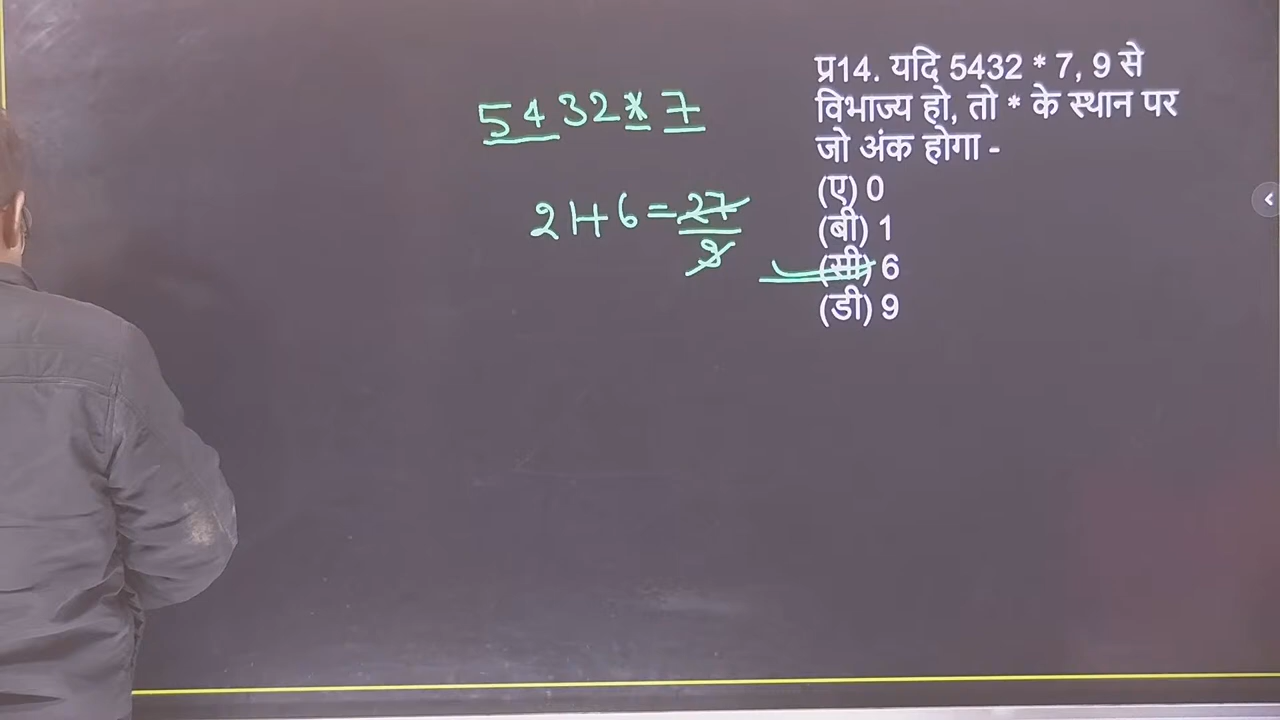 प्र14. यदि 5432 * 7, 9 से
विभाज्य हो, तो * के स्थान पर
जो अंक होगा -
(ए) 0
(बी) 1
(सी) 6
(डी) 9
5432*7
21+6=27
9